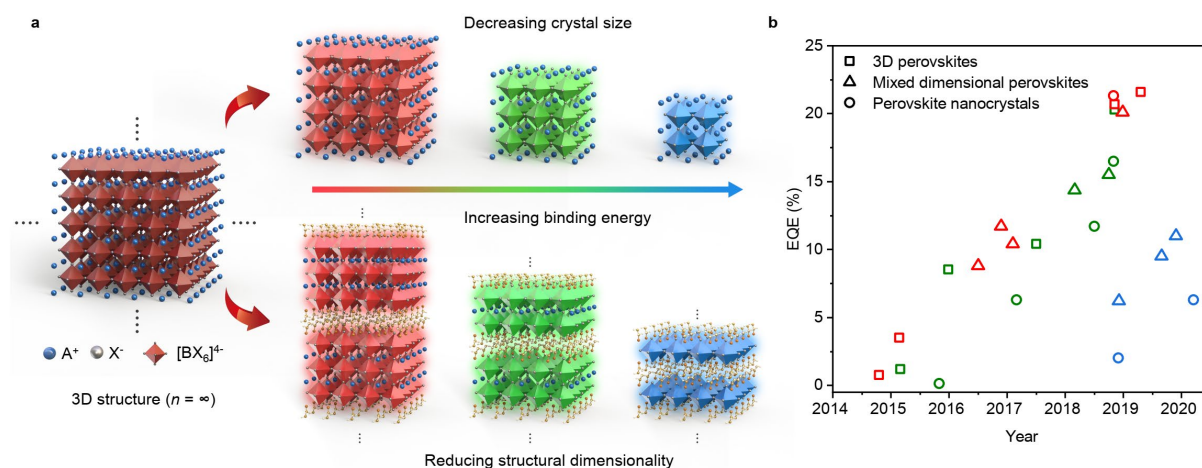 a
Decreasing crystal size
Increasing binding energy
A⁺
X⁻
[BX₆]⁴⁻
3D structure (n = ∞)
Reducing structural dimensionality
b
3D perovskites
Mixed dimensional perovskites
Perovskite nanocrystals
EQE (%)
25
20
15
10
5
0
2014 2015 2016 2017 2018 2019 2020
Year